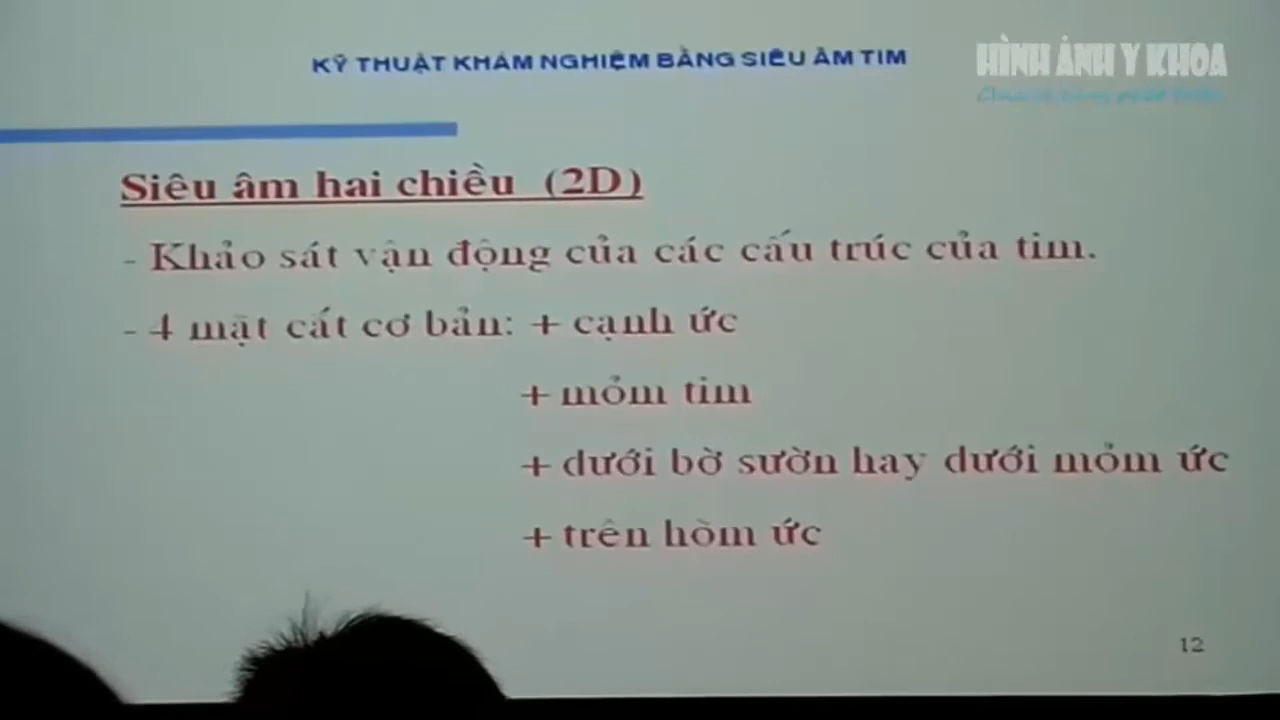 KỸ THUẬT KHÁM NGHIỆM BẰNG SIÊU ÂM TIM
HÌNH ẢNH Y KHOA
Siêu âm hai chiều (2D)
- Khảo sát vận động của các cấu trúc của tim.
- 4 mặt cắt cơ bản: + cạnh ức
+ mỏm tim
+ dưới bờ sườn hay dưới mỏm ức
+ trên hòm ức
12